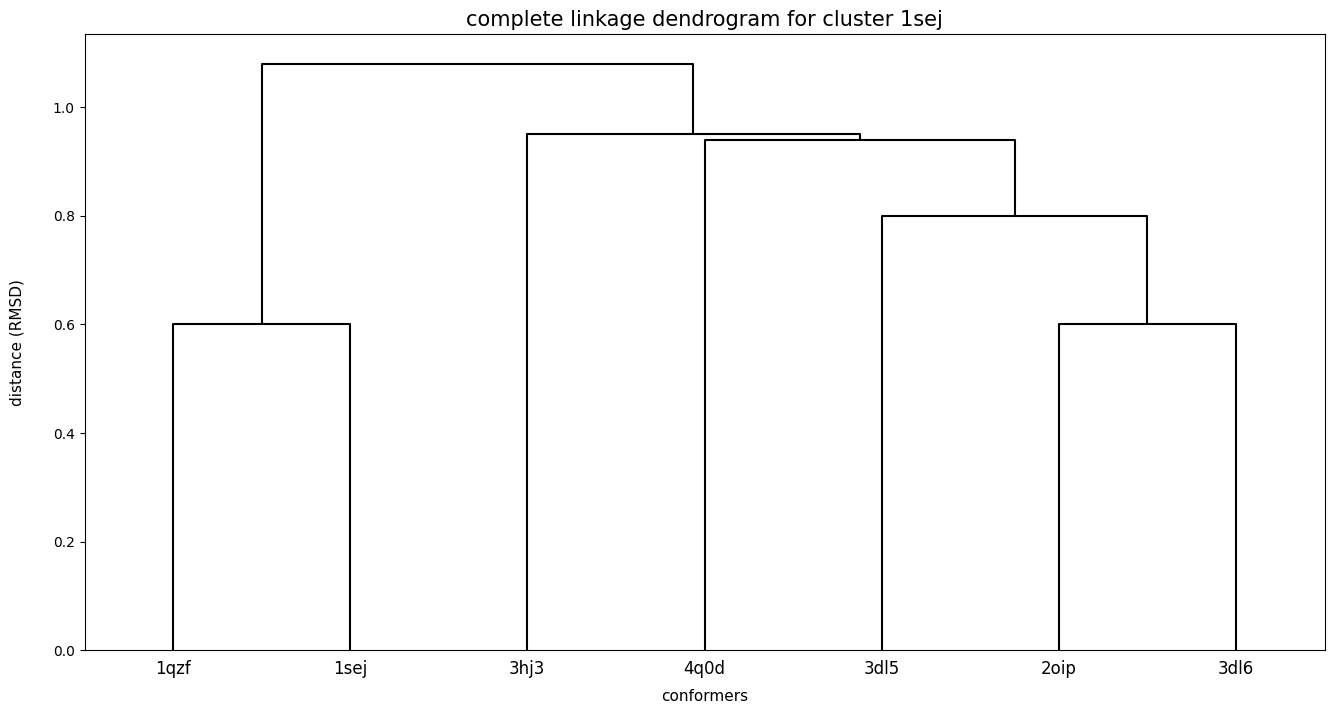 complete linkage dendrogram for cluster 1sej
distance (RMSD)
1.0
0.8
0.6
0.4
0.2
0.0
1qzf 1sej 3hj3 4q0d 3dl5 2oip 3dl6
conformers